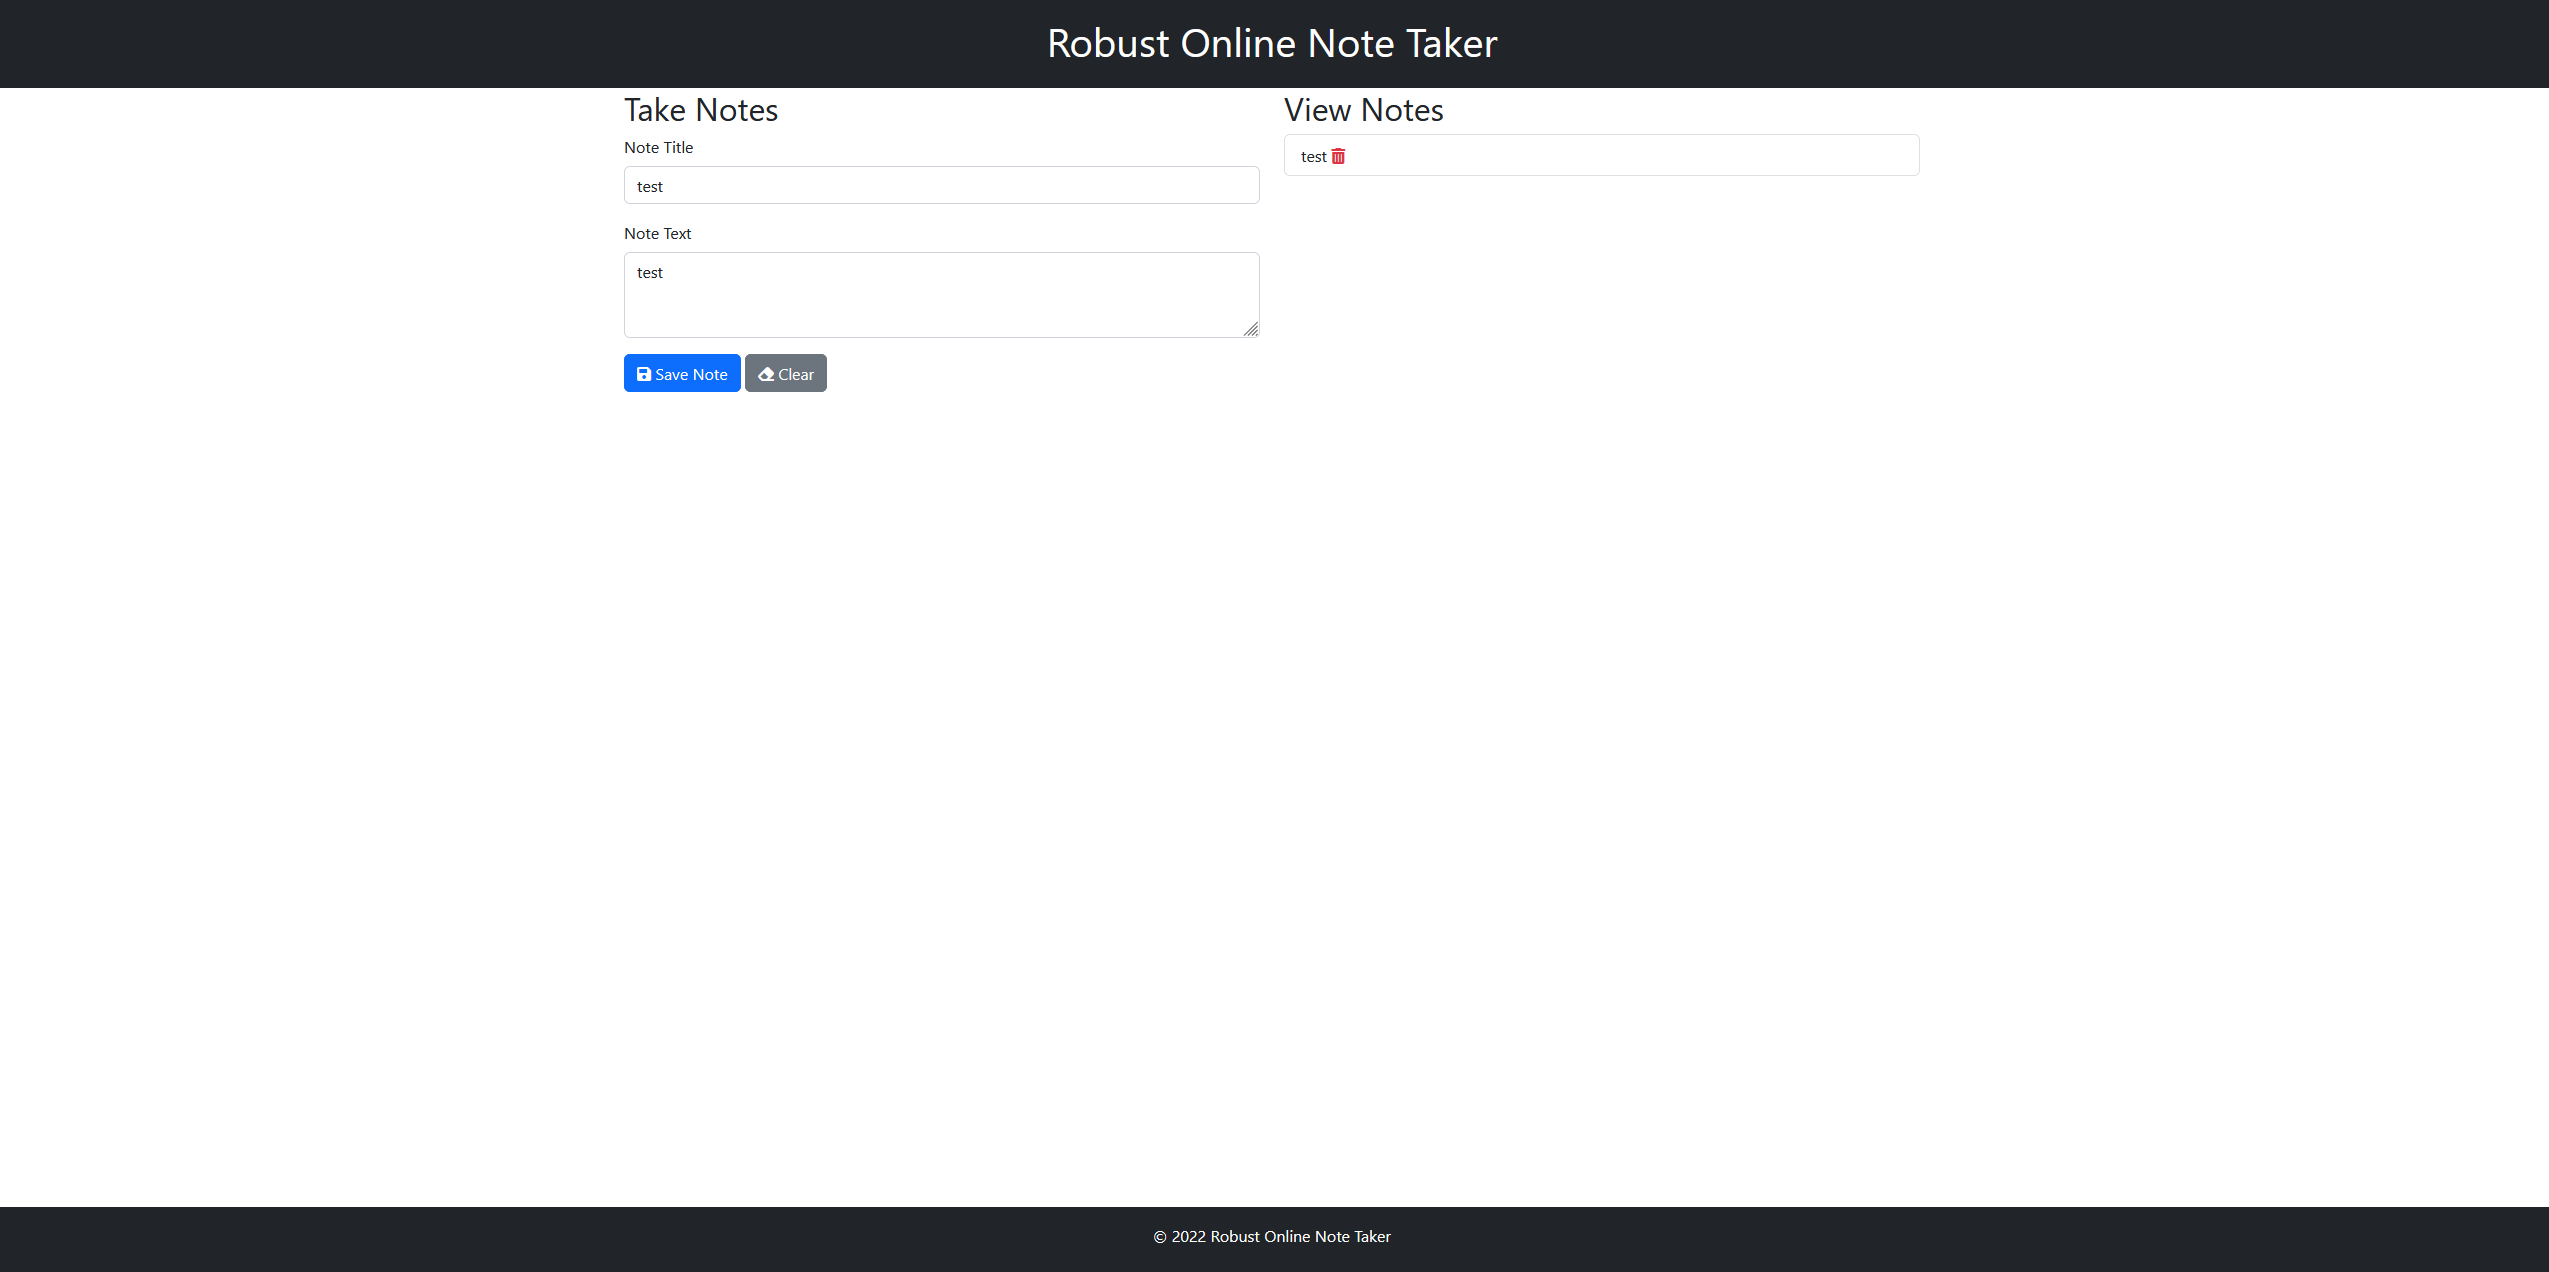 Robust Online Note Taker
Take Notes
Note Title
test
Note Text
test
Save Note
Clear
View Notes
test
© 2022 Robust Online Note Taker